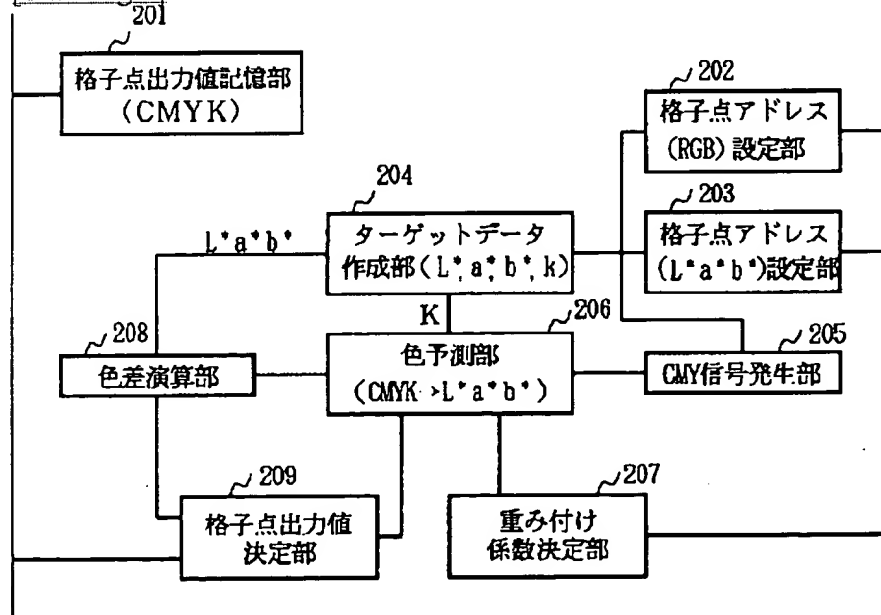 201
格子点出力値記憶部
(CMYK)
202
格子点アドレス
(RGB)設定部
204
203
L*a*b*
ターゲットデータ
作成部(L*,a*,b*,k)
格子点アドレス
(L*a*b*)設定部
K
206
208
205
色予測部
(CMYK->L*a*b*)
色差演算部
CMY信号発生部
209
207
格子点出力値
決定部
重み付け
係数決定部